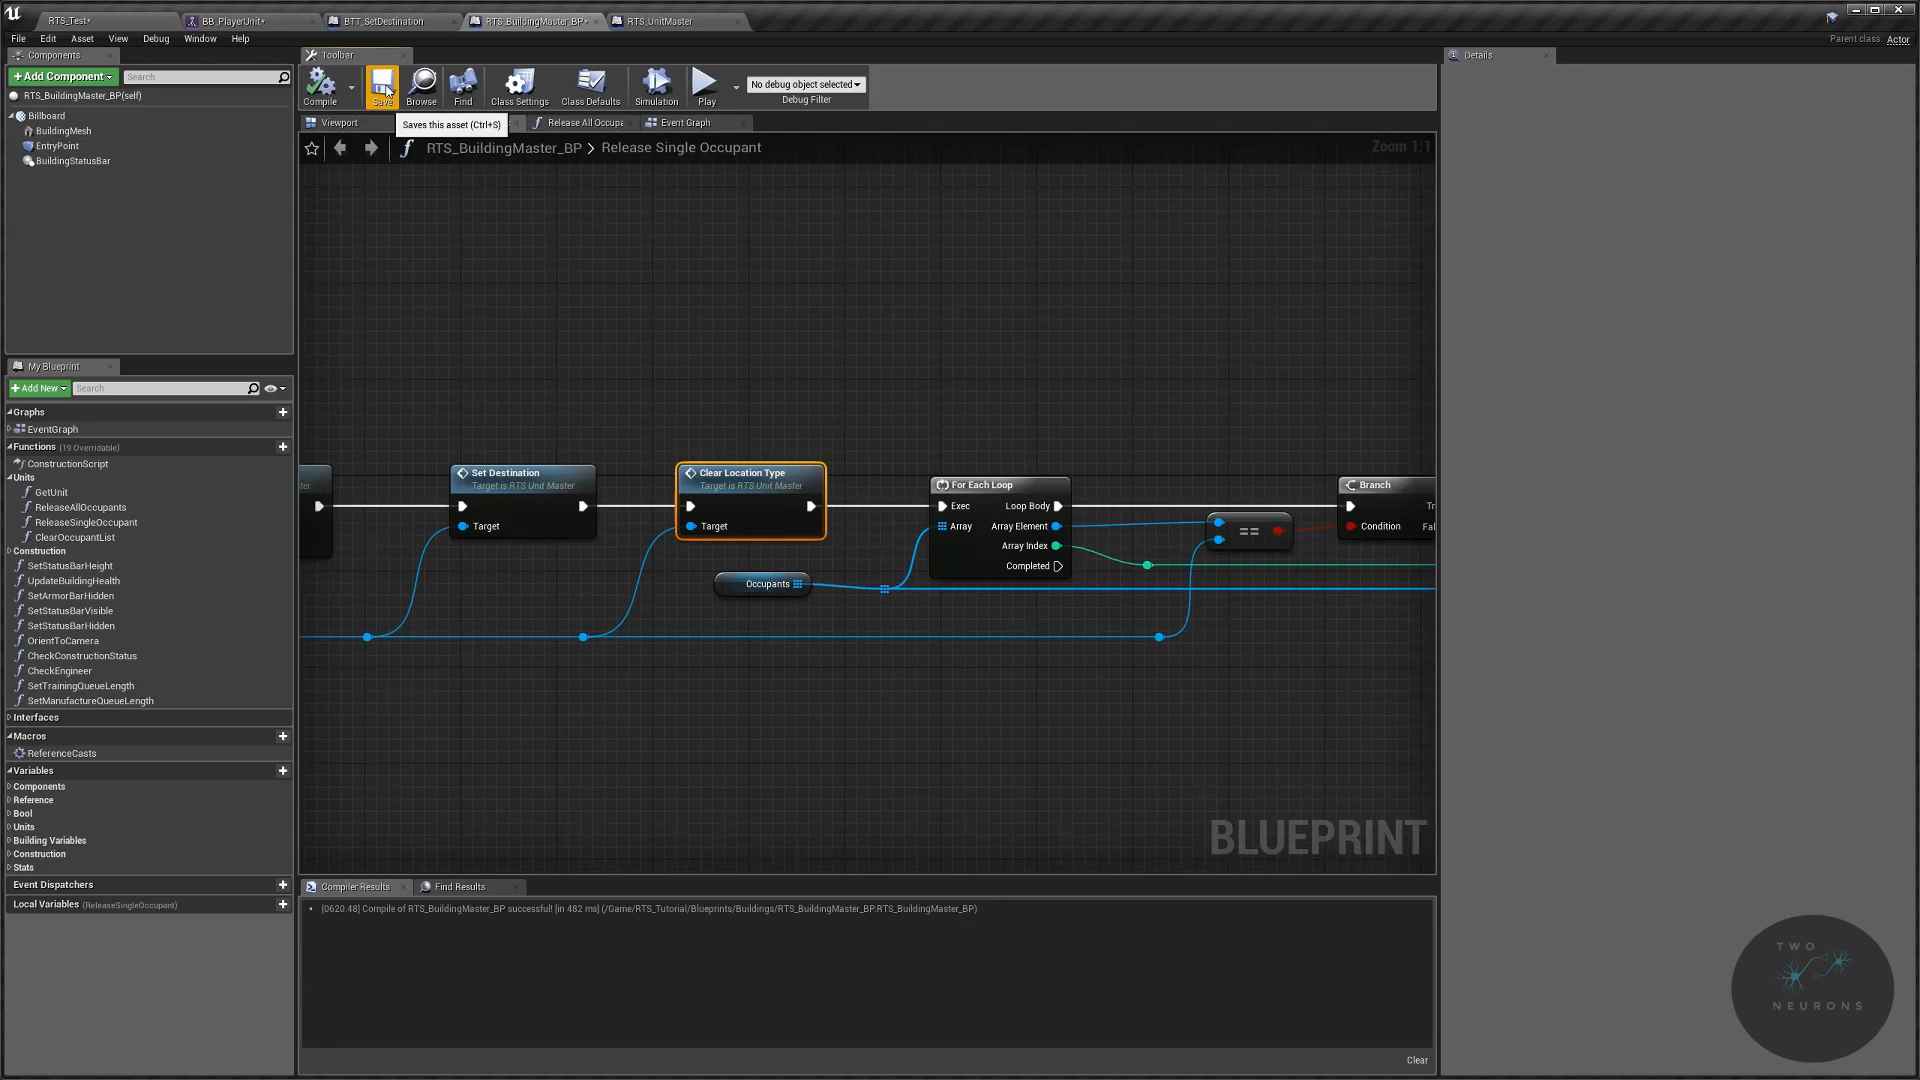 RTS_Test*
BB_PlayerUnit*
BTT_SetDestination
RTS_BuildingMaster_BP*
RTS_UnitMaster
File Edit Asset View Debug Window Help
Parent class: Actor
Components
+Add Component
Search
RTS_BuildingMaster_BP(self)
Billboard
BuildingMesh
EntryPoint
BuildingStatusBar
My Blueprint
+Add New
Search
Graphs
EventGraph
Functions (19 Overridable)
ConstructionScript
Units
GetUnit
ReleaseAllOccupants
ReleaseSingleOccupant
ClearOccupantList
Construction
SetStatusBarHeight
UpdateBuildingHealth
SetArmorBarHidden
SetStatusBarVisible
SetStatusBarHidden
OrientToCamera
CheckConstructionStatus
CheckEngineer
SetTrainingQueueLength
SetManufactureQueueLength
Interfaces
Macros
ReferenceCasts
Variables
Components
Reference
Bool
Units
Building Variables
Construction
Stats
Event Dispatchers
Local Variables (ReleaseSingleOccupant)
Toolbar
Compile
Save
Browse
Find
Class Settings
Class Defaults
Simulation
Play
No debug object selected
Debug Filter
Saves this asset (Ctrl+S)
Viewport
Release All Occupa
Event Graph
RTS_BuildingMaster_BP > Release Single Occupant
Zoom 1:1
Set Destination
Target is RTS Unit Master
Target
Clear Location Type
Target is RTS Unit Master
Target
Occupants
For Each Loop
Exec
Loop Body
Array
Array Element
Array Index
Completed
==
Branch
Condition
BLUEPRINT
Compiler Results
Find Results
[0620.48] Compile of RTS_BuildingMaster_BP successful! [in 482 ms] (/Game/RTS_Tutorial/Blueprints/Buildings/RTS_BuildingMaster_BP.RTS_BuildingMaster_BP)
Clear
Details
TWO
NEURONS